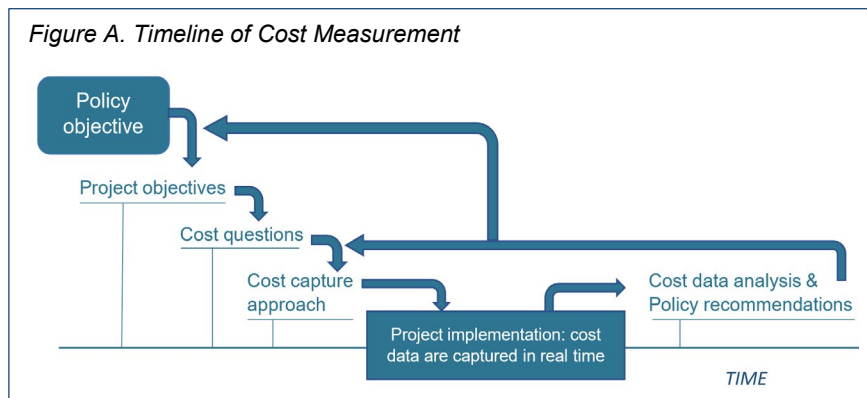 Figure A. Timeline of Cost Measurement
Policy
objective
Project objectives
Cost questions
Cost capture
approach
Project implementation: cost
data are captured in real time
Cost data analysis &
Policy recommendations
TIME